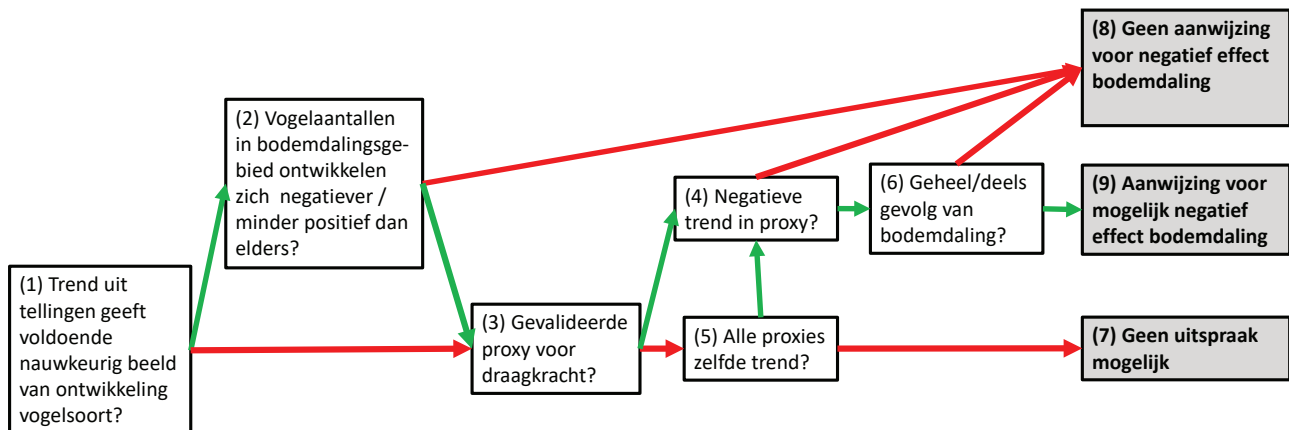 (1) Trend uit
tellingen geeft
voldoende
nauwkeurig beeld
van ontwikkeling
vogelsoort?
(2) Vogelaantallen
in bodemdalingsge-
bied ontwikkelen
zich negatiever /
minder positief dan
elders?
(3) Gevalideerde
proxy voor
draagkracht?
(4) Negatieve
trend in proxy?
(5) Alle proxies
zelfde trend?
(6) Geheel/deels
gevolg van
bodemdaling?
(8) Geen aanwijzing
voor negatief effect
bodemdaling
(9) Aanwijzing voor
mogelijk negatief
effect bodemdaling
(7) Geen uitspraak
mogelijk